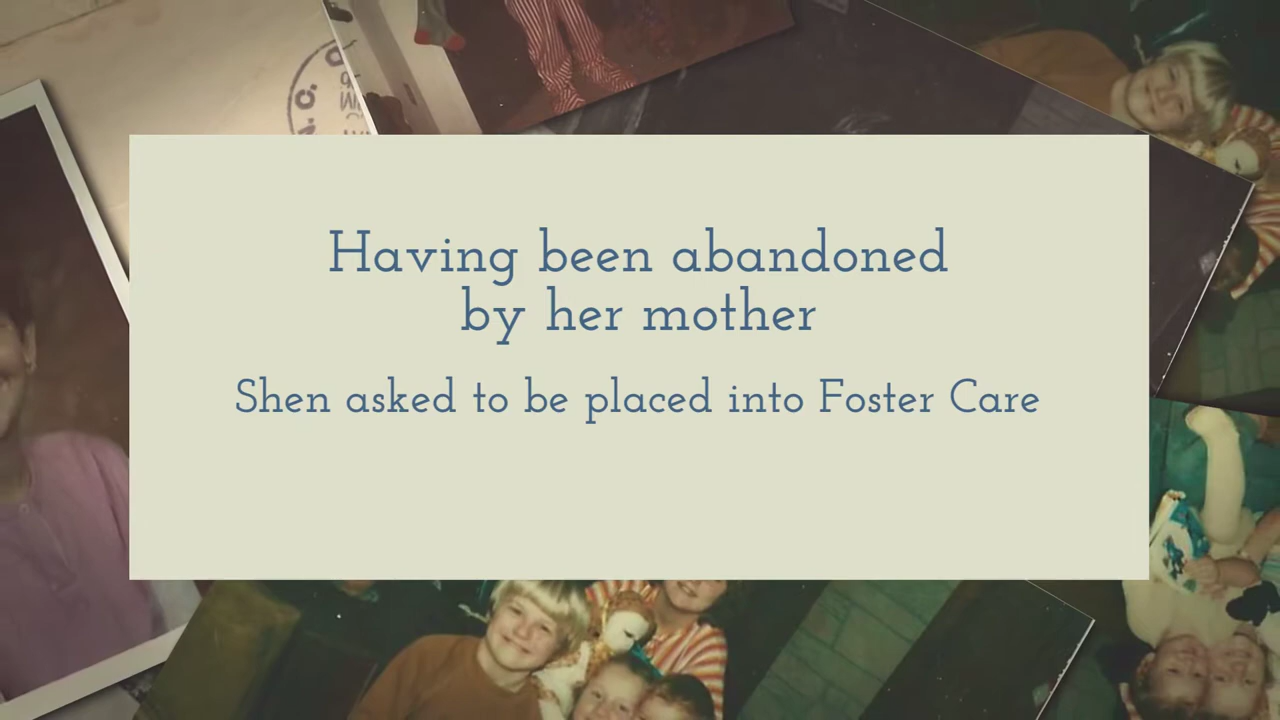 Having been abandoned
by her mother
Shen asked to be placed into Foster Care